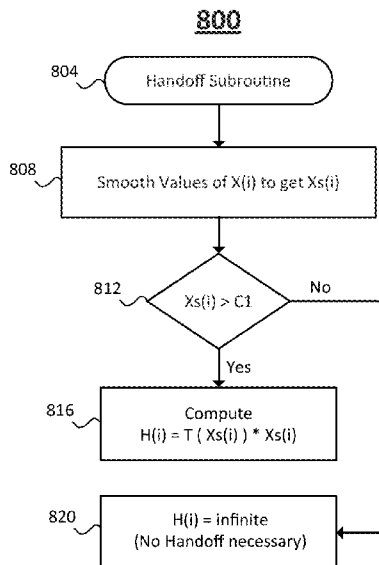 800
804
Handoff Subroutine
808
Smooth Values of X(i) to get Xs(i)
812
Xs(i) > C1
No
Yes
816
Compute
H(i) = T ( Xs(i) ) * Xs(i)
820
H(i) = infinite
(No Handoff necessary)